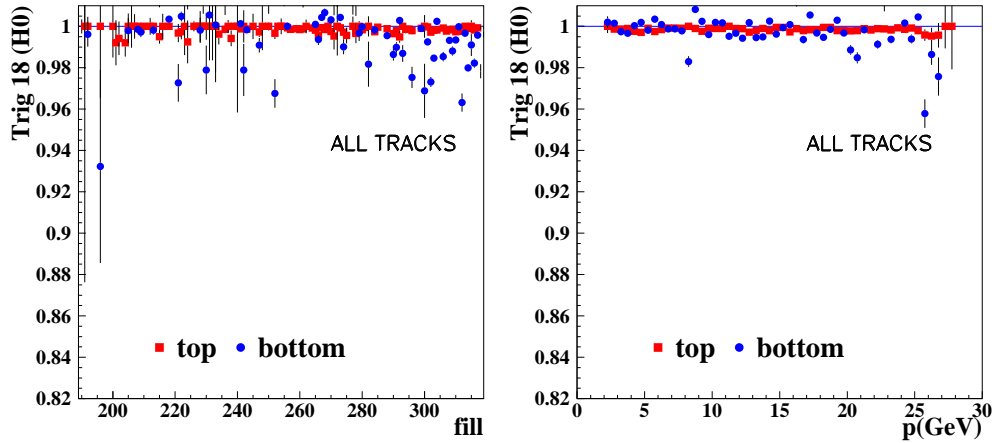 Trig 18 (H0)
1
0.98
0.96
0.94
0.92
0.9
0.88
0.86
0.84
0.82
ALL TRACKS
top
bottom
200 220 240 260 280 300
fill
Trig 18 (H0)
1
0.98
0.96
0.94
0.92
0.9
0.88
0.86
0.84
0.82
ALL TRACKS
top
bottom
0 5 10 15 20 25 30
p(GeV)